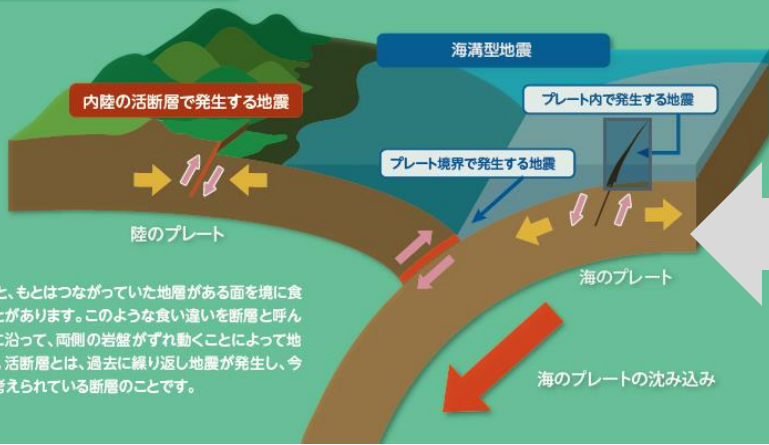 海溝型地震
内陸の活断層で発生する地震
プレート内で発生する地震
プレート境界で発生する地震
陸のプレート
海のプレート
と、もとはつながっていた地層がある面を境に食
とがあります。このような食い違いを断層と呼ん
に沿って、両側の岩盤がずれ動くことによって地
。活断層とは、過去に繰り返し地震が発生し、今
考えられている断層のことです。
海のプレートの沈み込み